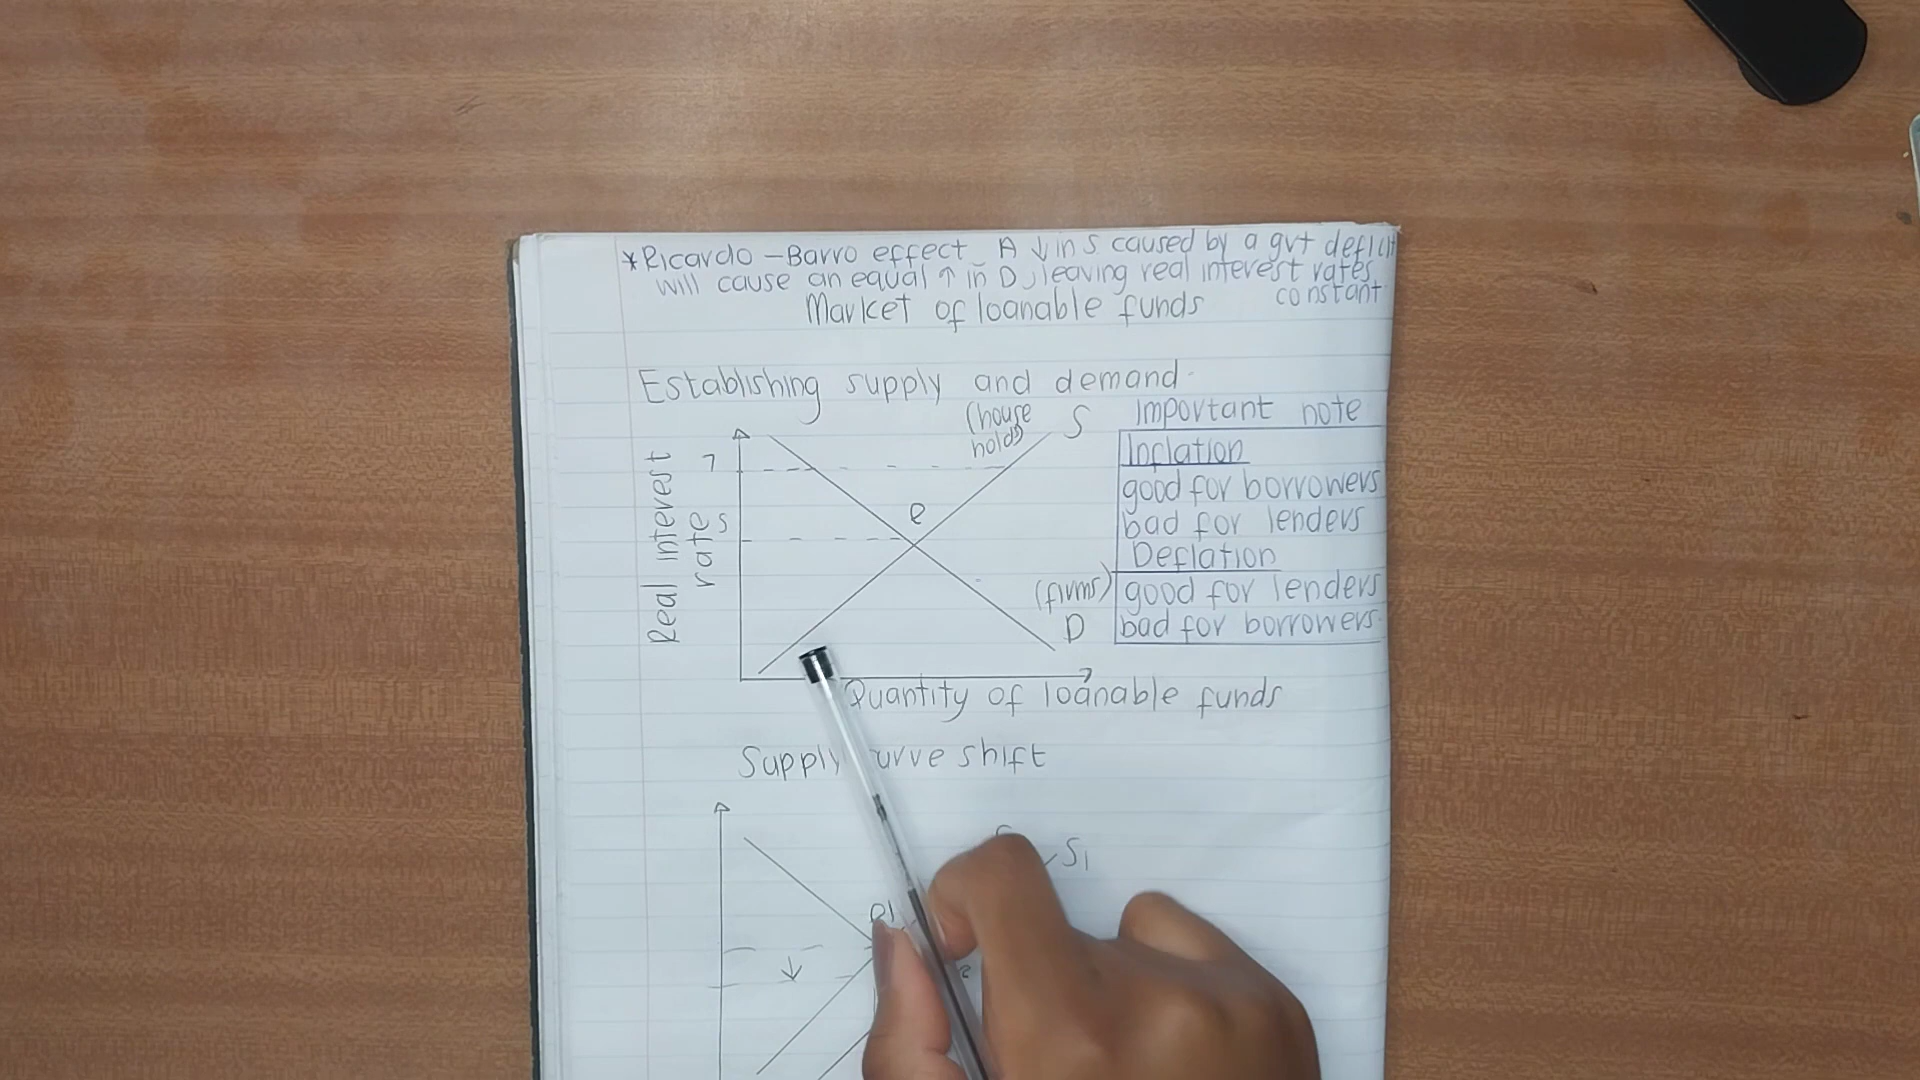 *Ricardo - Barro effect - A ↓ in S caused by a gvt deficit
will cause an equal ↑ in D, leaving real interest rates
constant
Market of loanable funds
Establishing supply and demand
(house
holds)
S
Important note
Inflation
good for borrowers
bad for lenders
Deflation
good for lenders
bad for borrowers
Real interest
rate
7
5
e
(firms)
D
Quantity of loanable funds
Supply urve shift
S1
e1